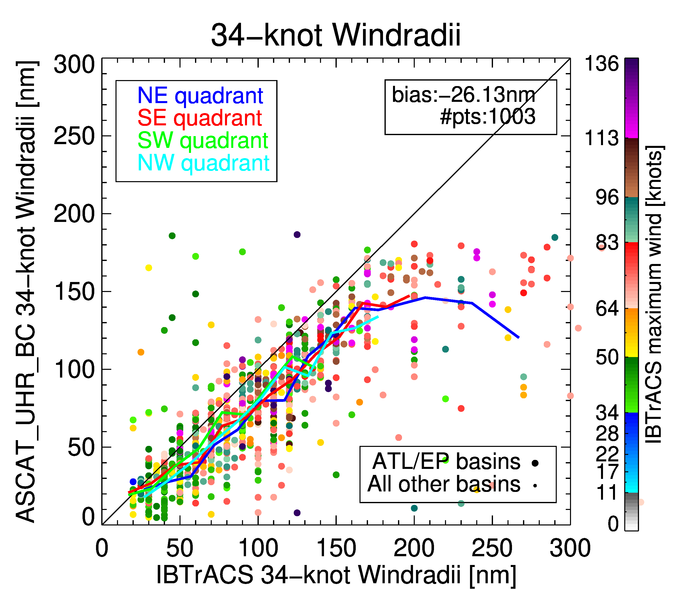 34−knot Windradii
ASCAT_UHR_BC 34−knot Windradii [nm]
300
250
200
150
100
50
0
NE quadrant
SE quadrant
SW quadrant
NW quadrant
bias:−26.13nm
#pts:1003
ATL/EP basins
All other basins
0 50 100 150 200 250 300
IBTrACS 34−knot Windradii [nm]
136
113
96
83
64
50
34
28
22
17
11
0
IBTrACS maximum wind [knots]